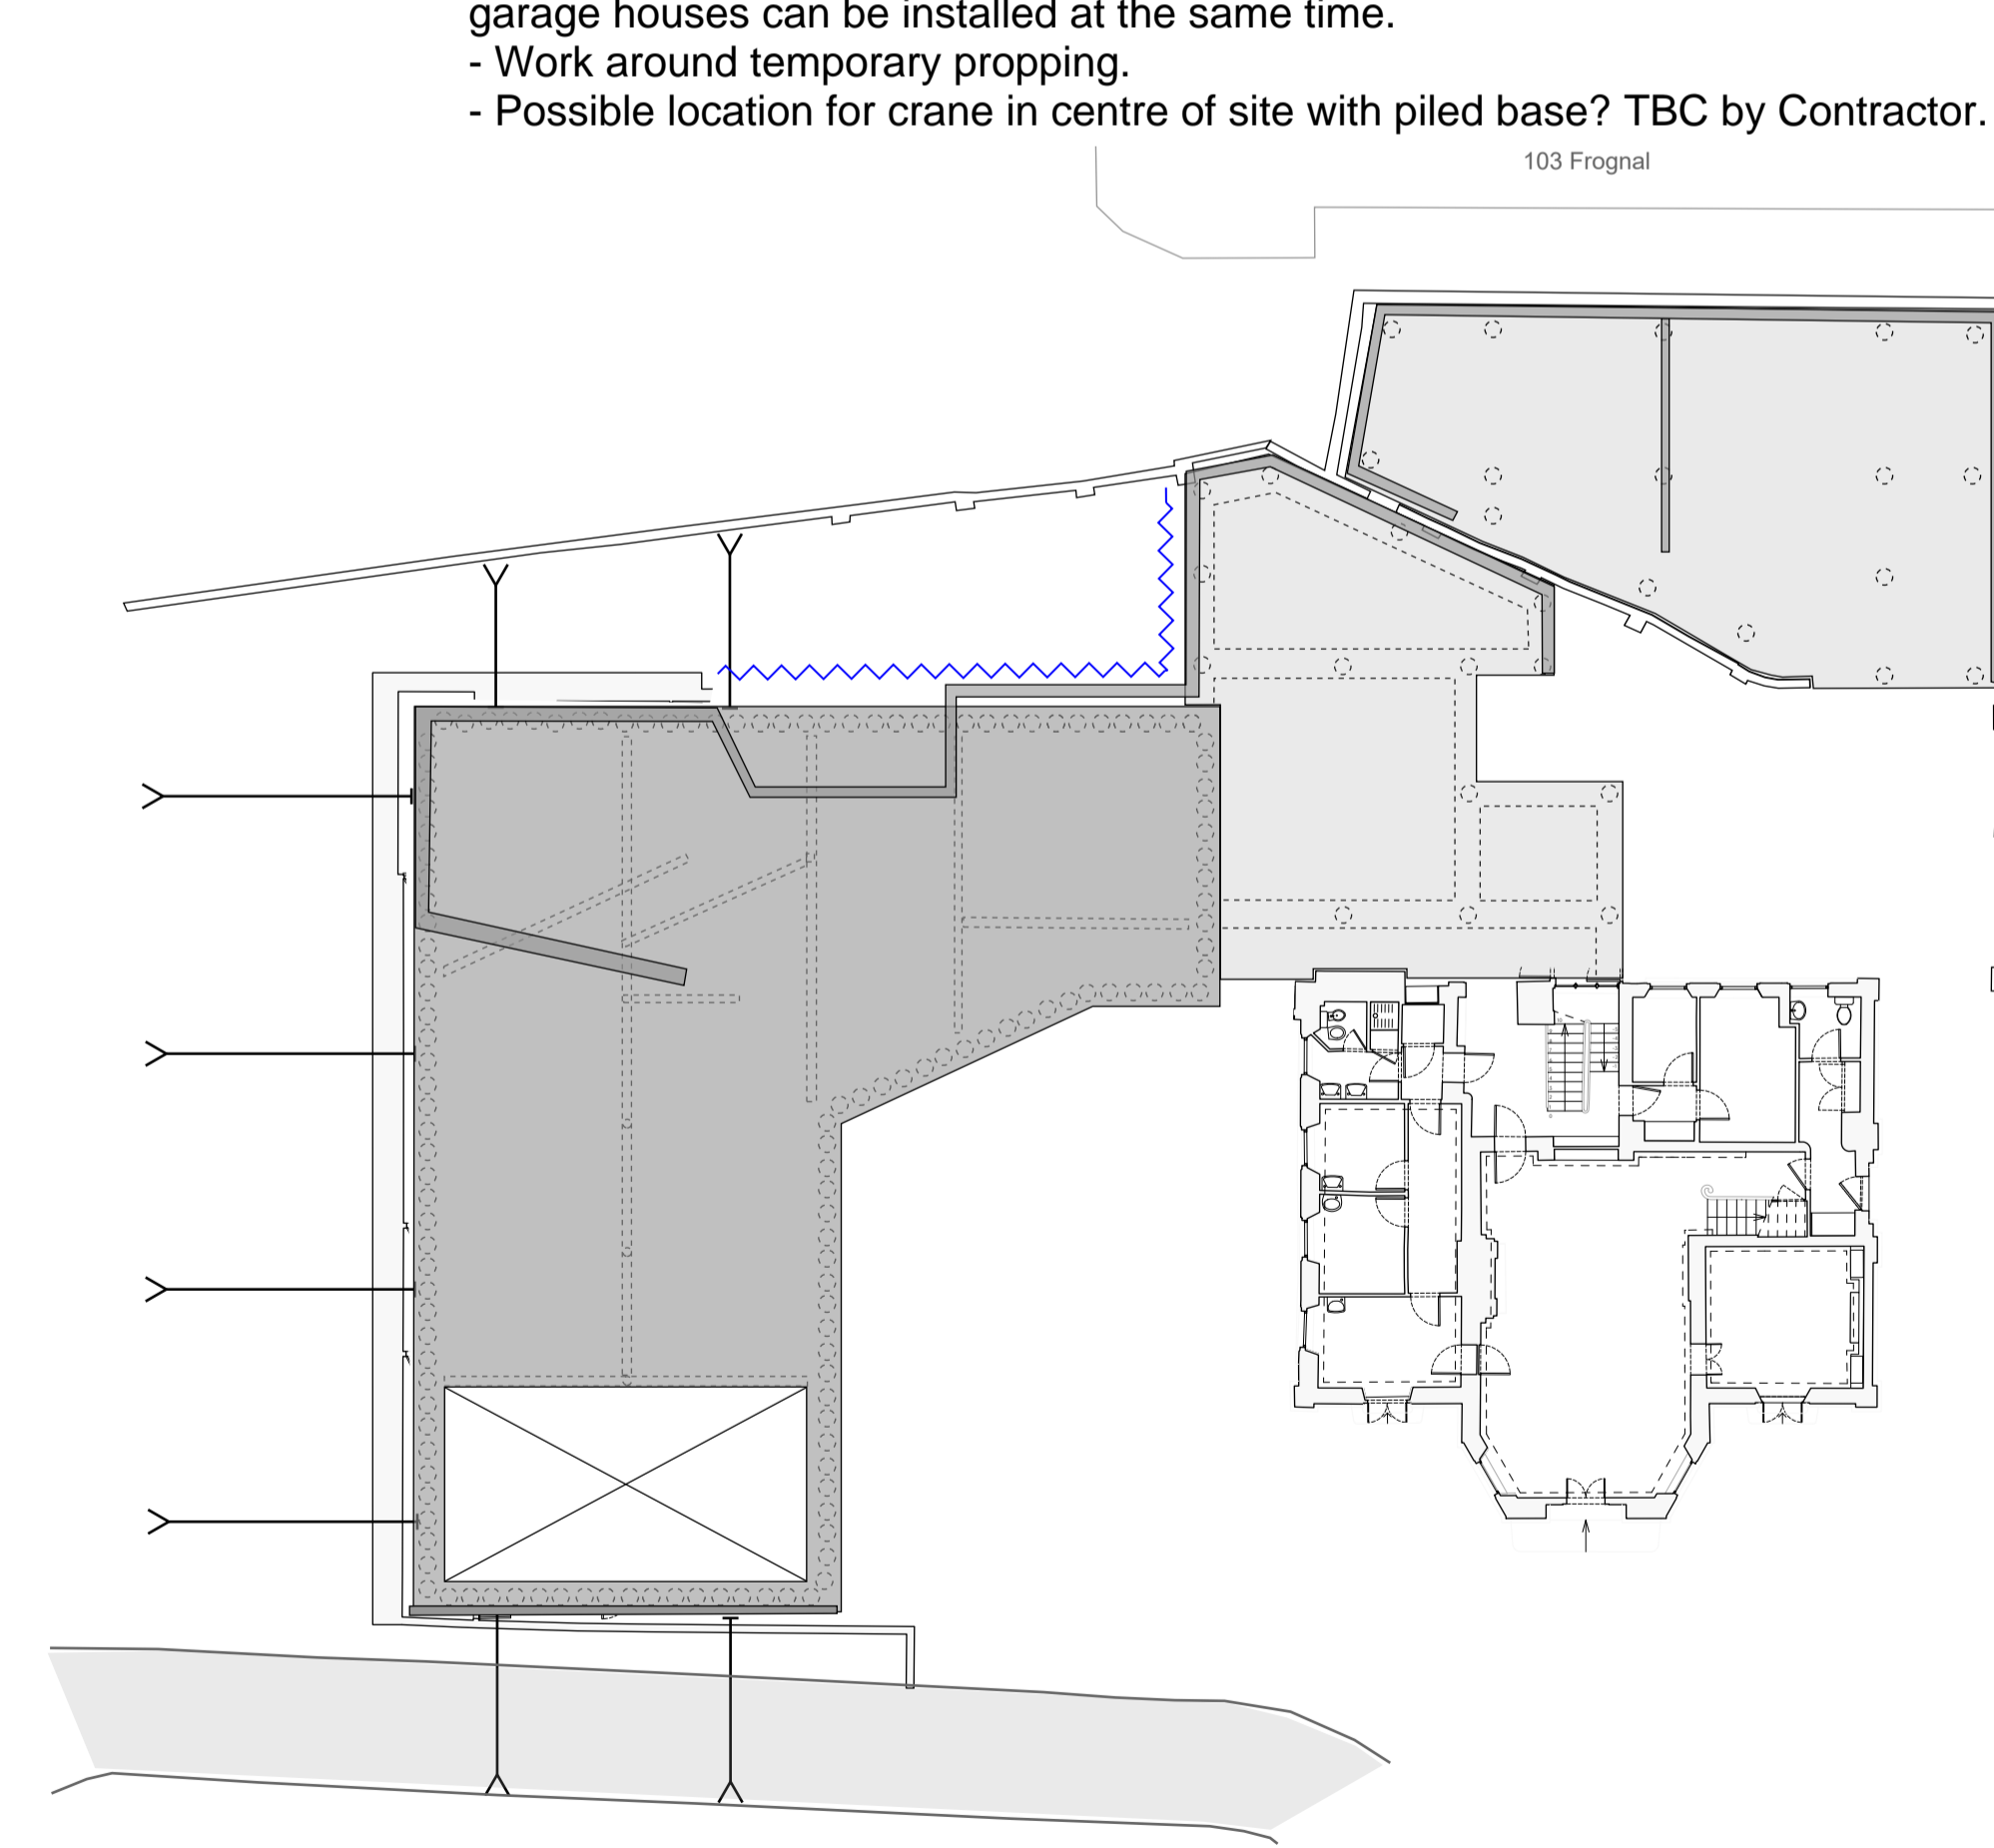 garage houses can be installed at the same time.
- Work around temporary propping.
- Possible location for crane in centre of site with piled base? TBC by Contractor.
103 Frognal